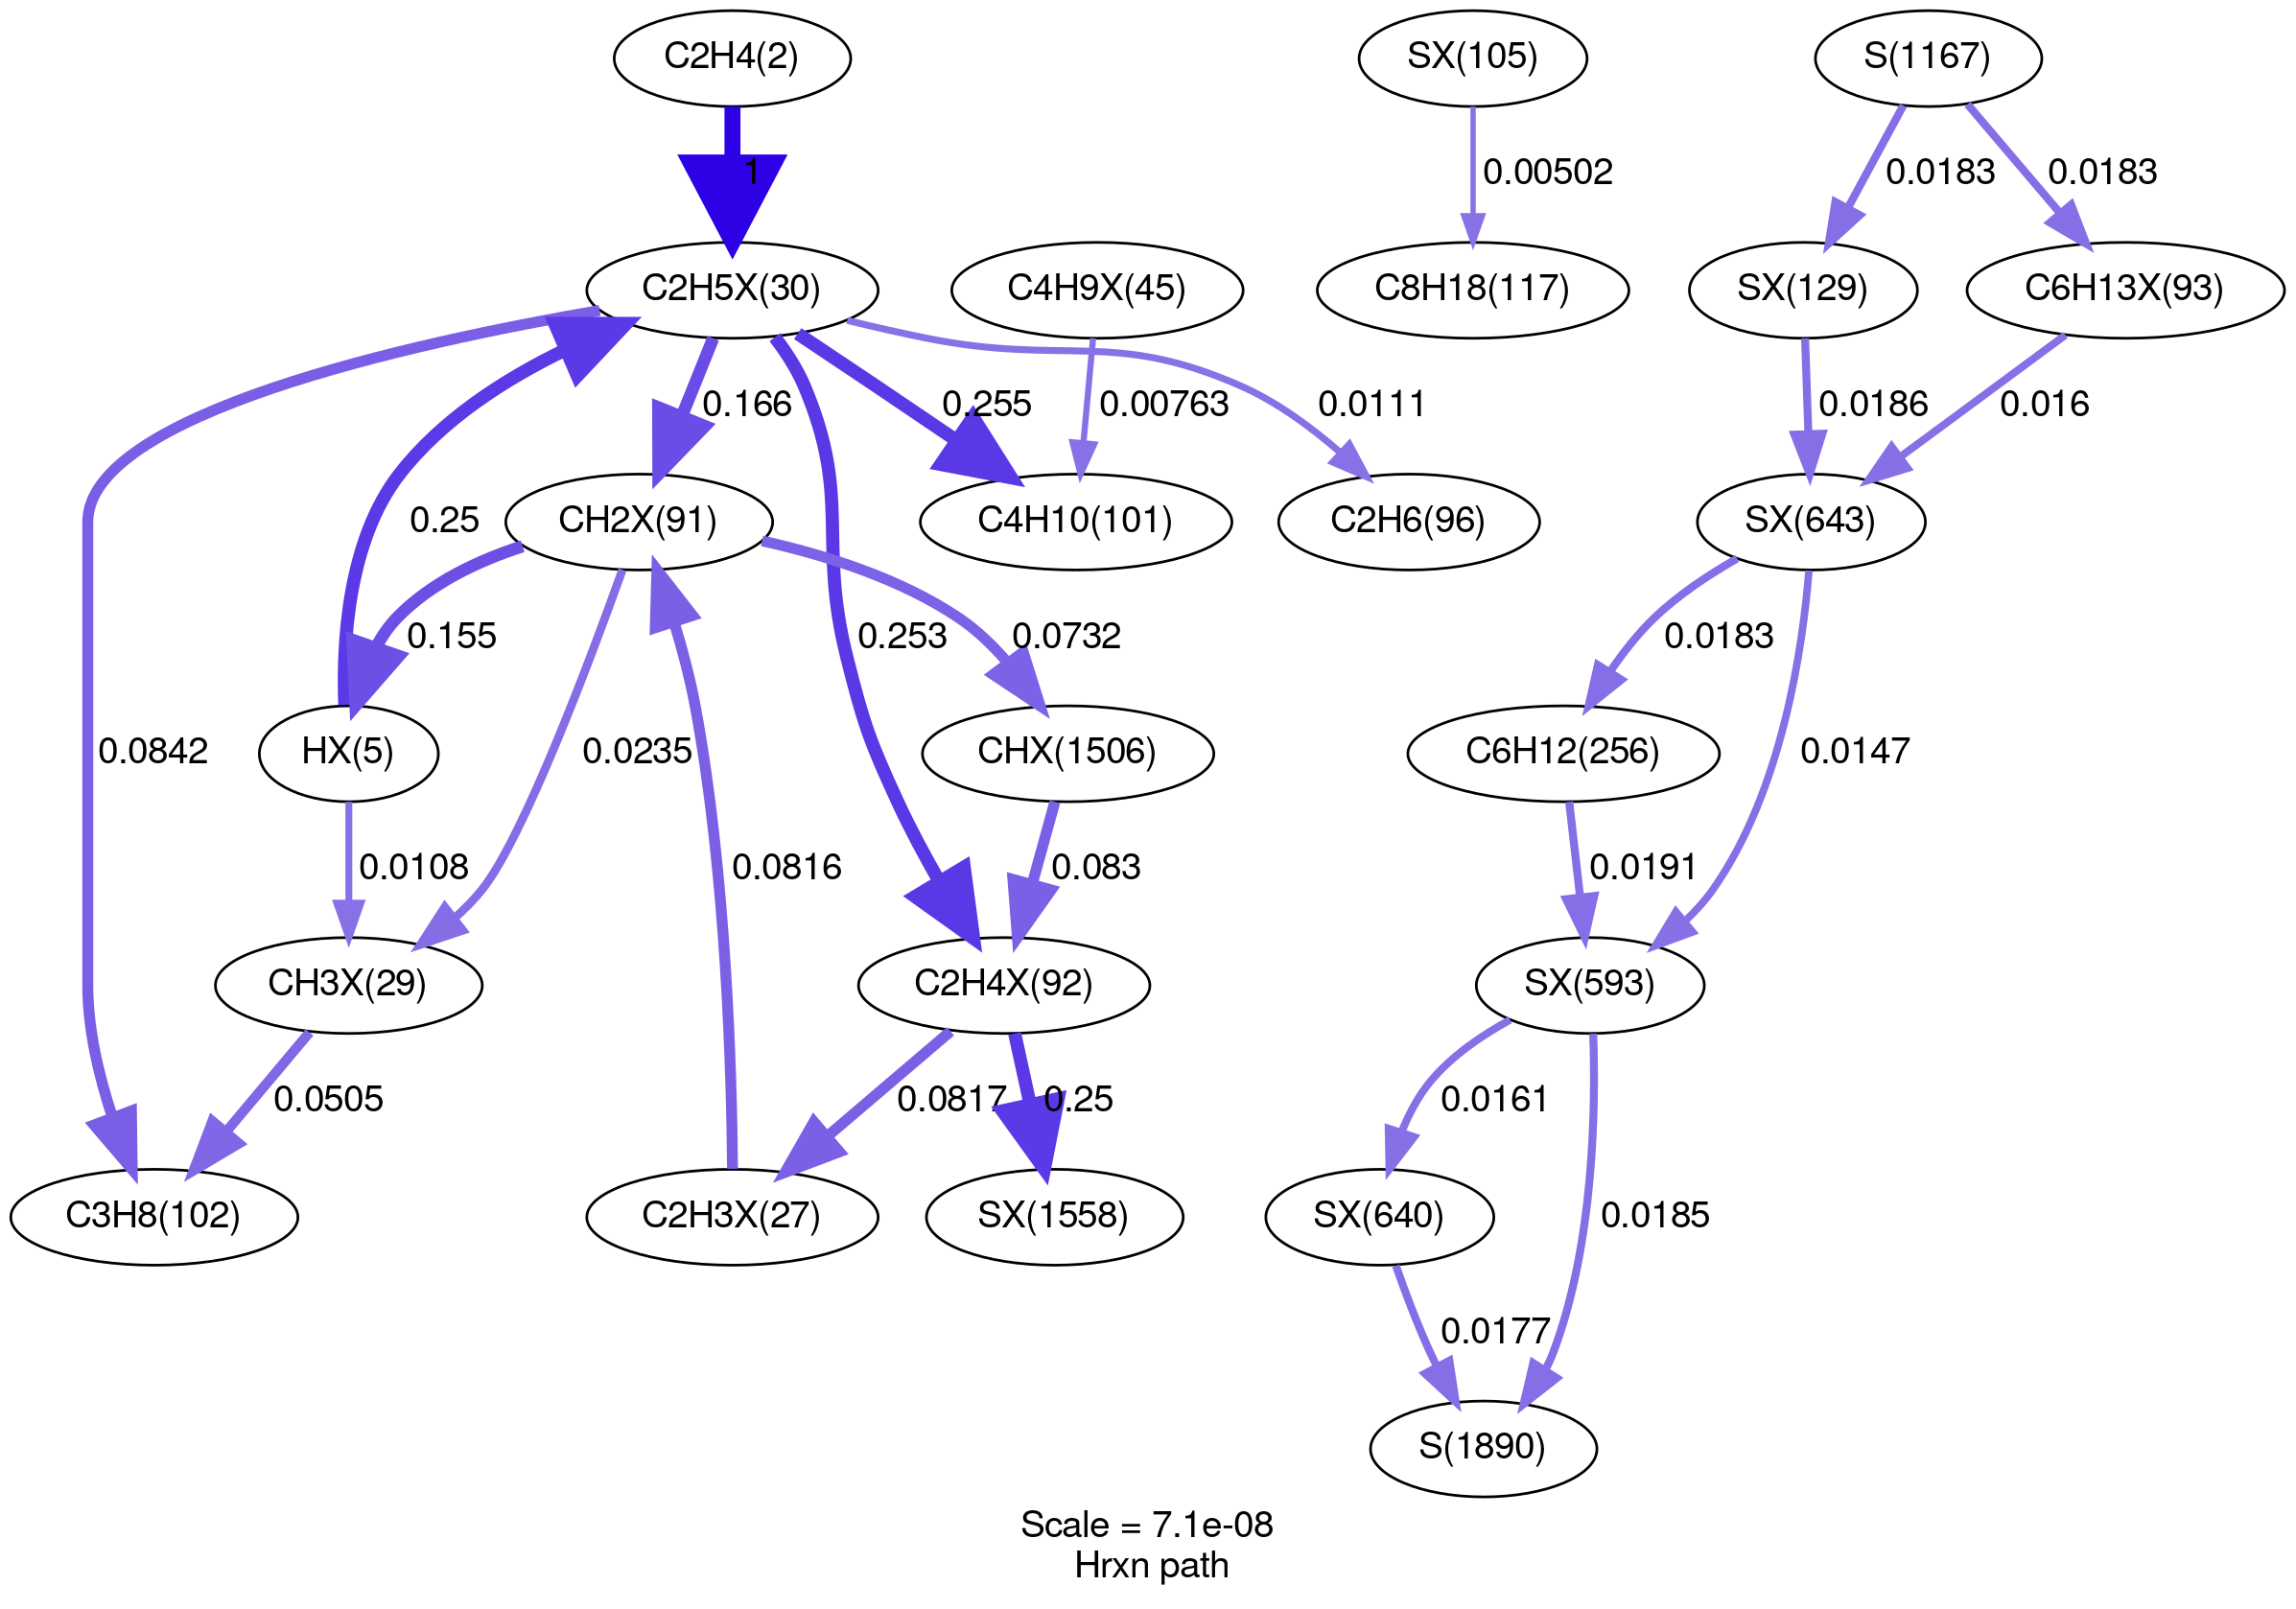 C2H4(2)
SX(105)
S(1167)
1
0.00502
0.0183
0.0183
C2H5X(30)
C4H9X(45)
C8H18(117)
SX(129)
C6H13X(93)
0.166
0.255
0.00763
0.0111
0.0186
0.016
0.25
CH2X(91)
C4H10(101)
C2H6(96)
SX(643)
0.155
0.253
0.0732
0.0183
0.0842
HX(5)
0.0235
CHX(1506)
C6H12(256)
0.0147
0.0108
0.0816
0.083
0.0191
CH3X(29)
C2H4X(92)
SX(593)
0.0505
0.0817
0.25
0.0161
C3H8(102)
C2H3X(27)
SX(1558)
SX(640)
0.0185
0.0177
S(1890)
Scale = 7.1e-08
Hrxn path